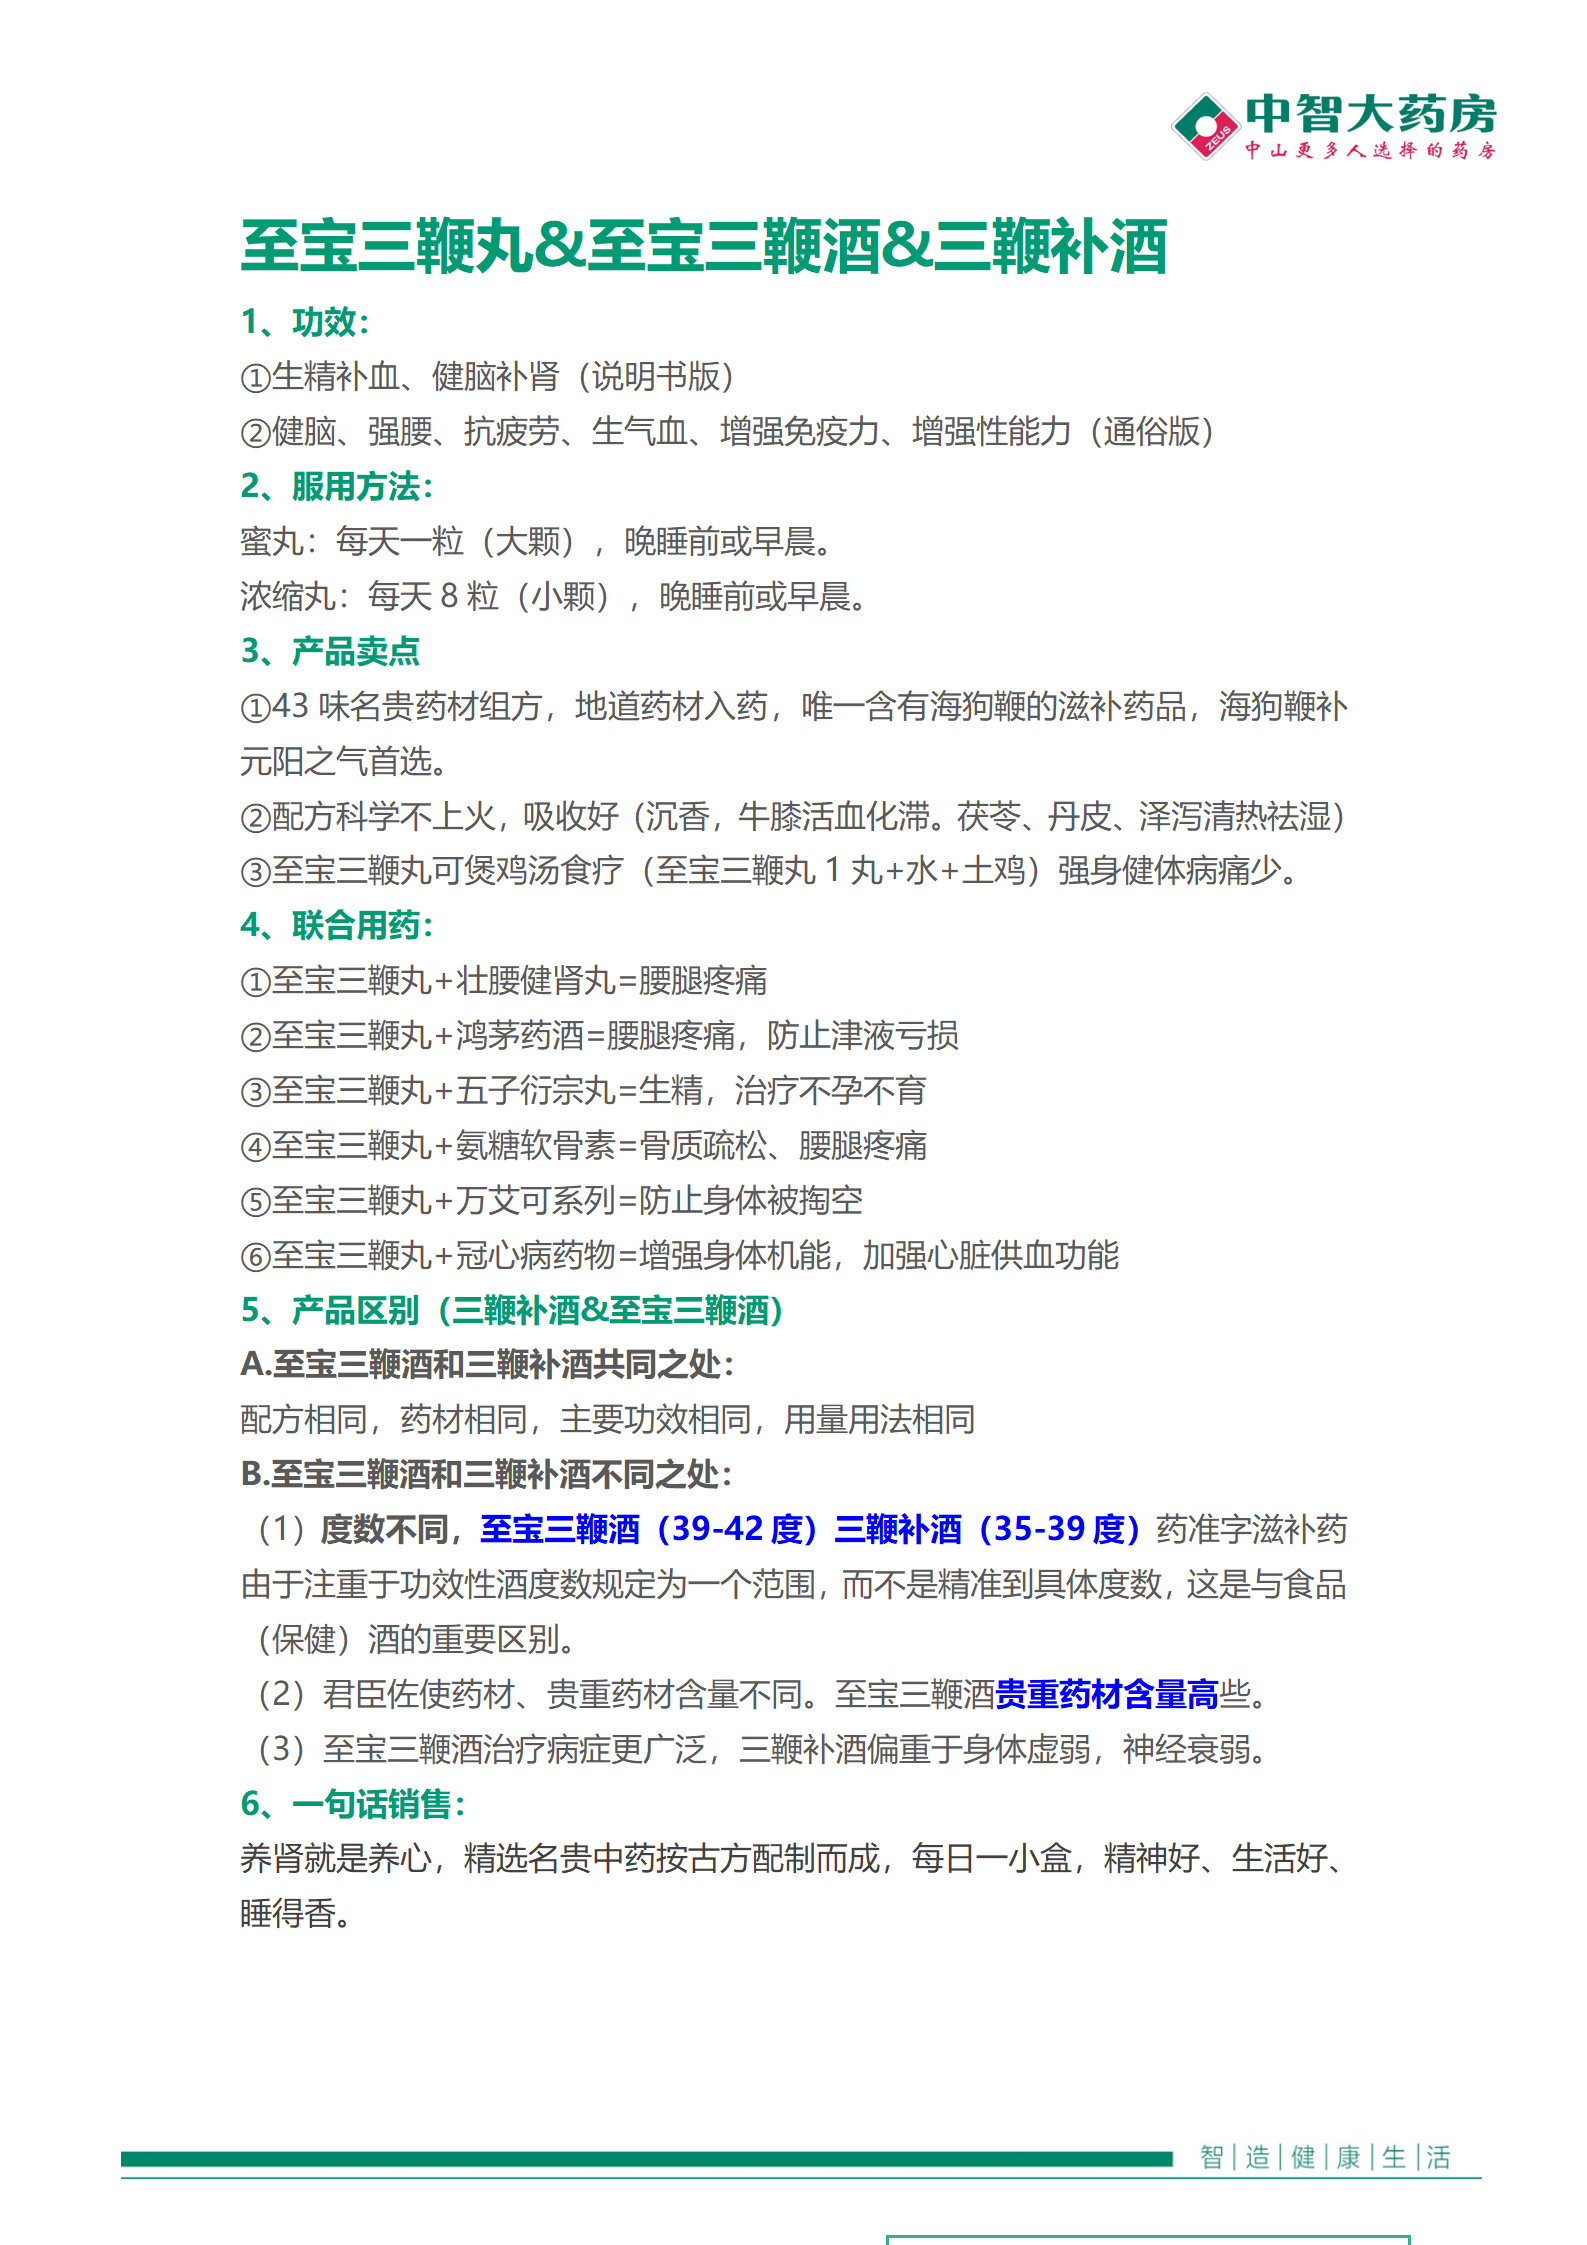 中智大药房
ZEUS
中山更多人选择的药房
至宝三鞭丸&至宝三鞭酒&三鞭补酒
1、功效：
①生精补血、健脑补肾（说明书版）
②健脑、强腰、抗疲劳、生气血、增强免疫力、增强性能力（通俗版）
2、服用方法：
蜜丸：每天一粒（大颗），晚睡前或早晨。
浓缩丸：每天 8 粒（小颗），晚睡前或早晨。
3、产品卖点
①43 味名贵药材组方，地道药材入药，唯一含有海狗鞭的滋补药品，海狗鞭补
元阳之气首选。
②配方科学不上火，吸收好（沉香，牛膝活血化滞。茯苓、丹皮、泽泻清热祛湿）
③至宝三鞭丸可煲鸡汤食疗（至宝三鞭丸 1 丸+水+土鸡）强身健体病痛少。
4、联合用药：
①至宝三鞭丸+壮腰健肾丸=腰腿疼痛
②至宝三鞭丸+鸿茅药酒=腰腿疼痛，防止津液亏损
③至宝三鞭丸+五子衍宗丸=生精，治疗不孕不育
④至宝三鞭丸+氨糖软骨素=骨质疏松、腰腿疼痛
⑤至宝三鞭丸+万艾可系列=防止身体被掏空
⑥至宝三鞭丸+冠心病药物=增强身体机能，加强心脏供血功能
5、产品区别（三鞭补酒&至宝三鞭酒）
A.至宝三鞭酒和三鞭补酒共同之处：
配方相同，药材相同，主要功效相同，用量用法相同
B.至宝三鞭酒和三鞭补酒不同之处：
（1）度数不同，至宝三鞭酒（39-42 度）三鞭补酒（35-39 度）药准字滋补药
由于注重于功效性酒度数规定为一个范围，而不是精准到具体度数，这是与食品
（保健）酒的重要区别。
（2）君臣佐使药材、贵重药材含量不同。至宝三鞭酒贵重药材含量高些。
（3）至宝三鞭酒治疗病症更广泛，三鞭补酒偏重于身体虚弱，神经衰弱。
6、一句话销售：
养肾就是养心，精选名贵中药按古方配制而成，每日一小盒，精神好、生活好、
睡得香。
智|造|健|康|生|活